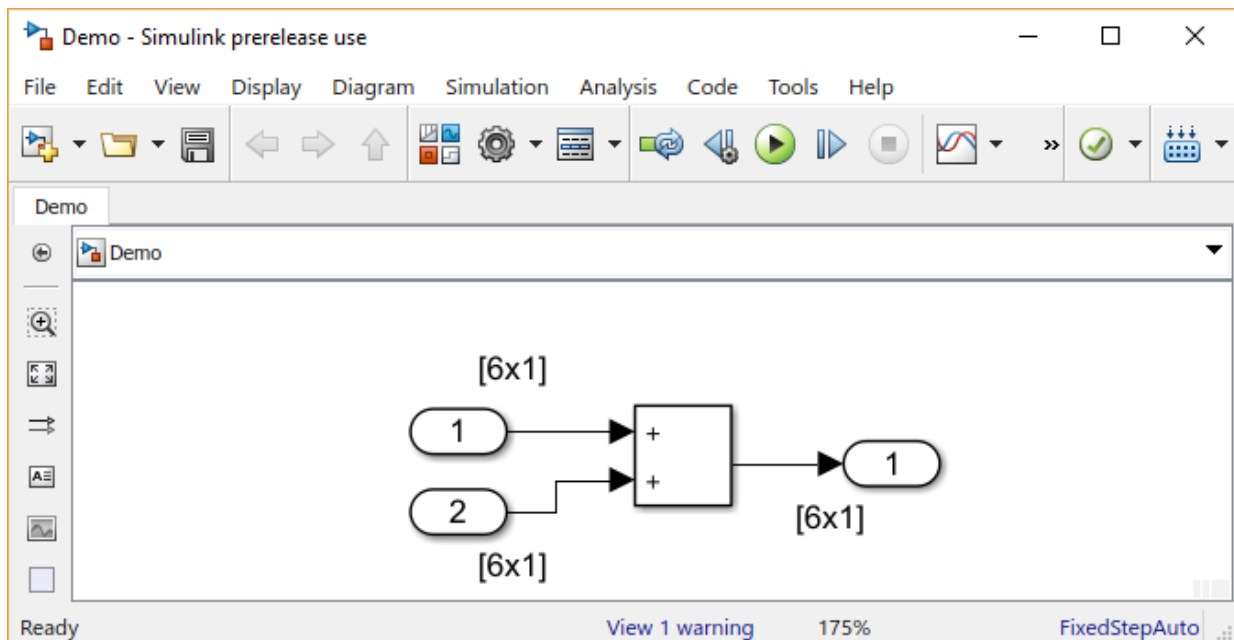 Demo - Simulink prerelease use
File Edit View Display Diagram Simulation Analysis Code Tools Help
Demo
Demo
[6x1]
1
+
1
+
2
[6x1]
[6x1]
Ready View 1 warning 175% FixedStepAuto